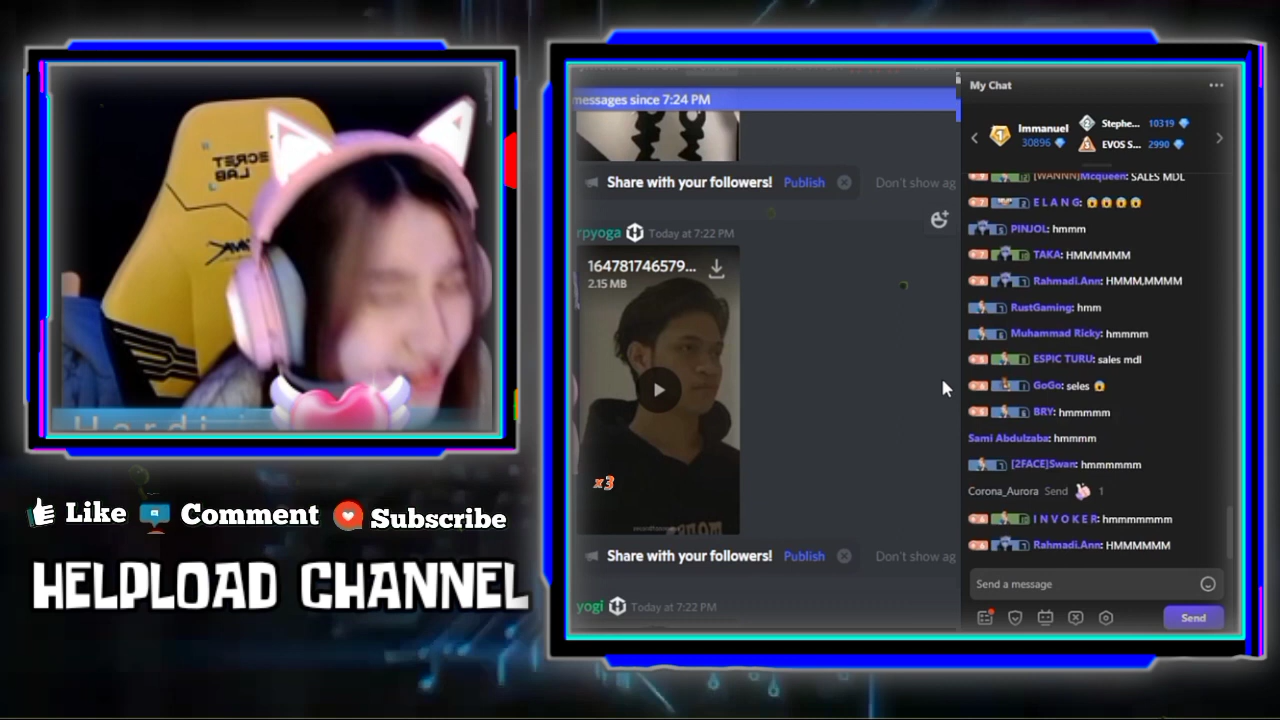 SECRET
LAB
H e r d i
Like
Comment
Subscribe
HELPLOAD CHANNEL
messages since 7:24 PM
Share with your followers! Publish Don't show ag
rpyoga Today at 7:22 PM
164781746579...
2.15 MB
x3
Share with your followers! Publish Don't show ag
yogi Today at 7:22 PM
My Chat
1 Immanuel
30896
2 Stephe... 10319
3 EVOS S... 2990
[WANNN]Mcqueen: SALES MDL
E L A N G: 😱😱😱😱
PINJOL: hmmm
TAKA: HMMMMMM
Rahmadi.Ann: HMMM,MMMM
RustGaming: hmm
Muhammad Ricky: hmmmm
ESPIC TURU: sales mdl
GoGo: seles 😱
BRY: hmmmmm
Sami Abdulzaba: hmmmm
[2FACE]Swan: hmmmmmm
Corona_Aurora Send 1
I N V O K E R: hmmmmmmm
Rahmadi.Ann: HMMMMMM
Send a message
Send